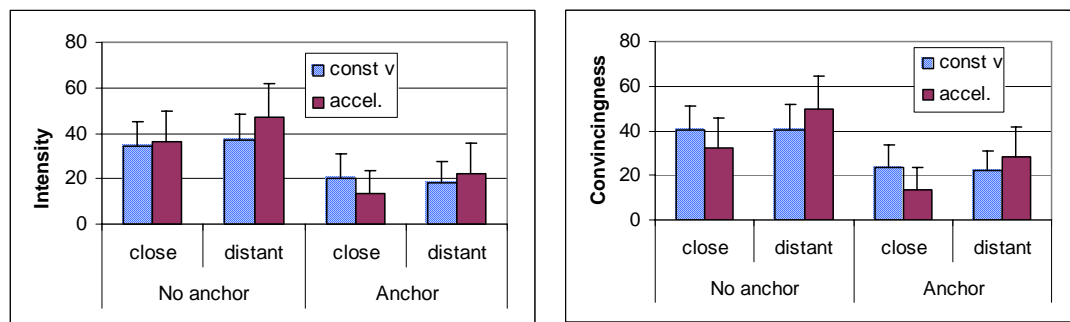 Intensity
80
60
40
20
0
const v
accel.
close distant close distant
No anchor Anchor
Convincingness
80
60
40
20
0
const v
accel.
close distant close distant
No anchor Anchor